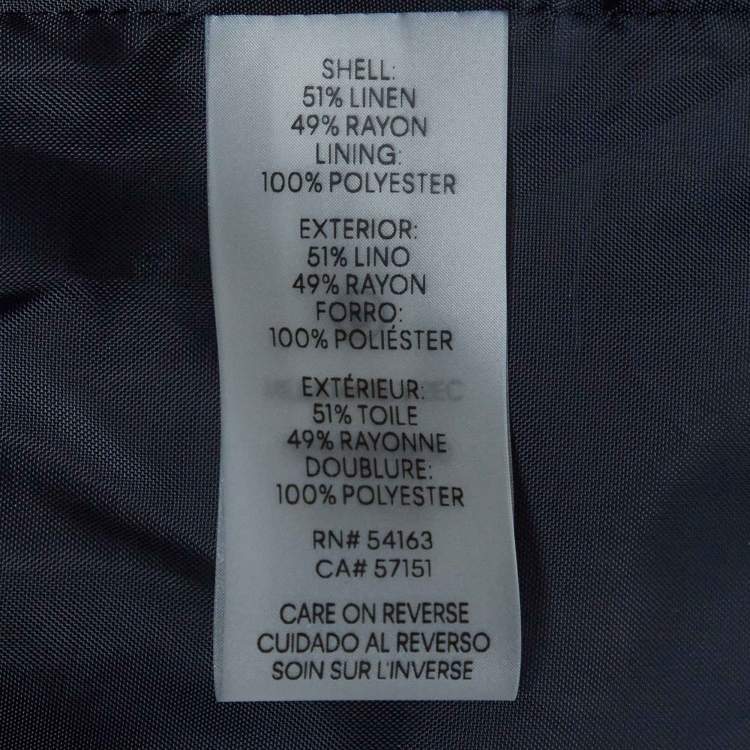 SHELL:
51% LINEN
49% RAYON
LINING:
100% POLYESTER
EXTERIOR:
51% LINO
49% RAYON
FORRO:
100% POLIÉSTER
EXTÉRIEUR:
51% TOILE
49% RAYONNE
DOUBLURE:
100% POLYESTER
RN# 54163
CA# 57151
CARE ON REVERSE
CUIDADO AL REVERSO
SOIN SUR L'INVERSE